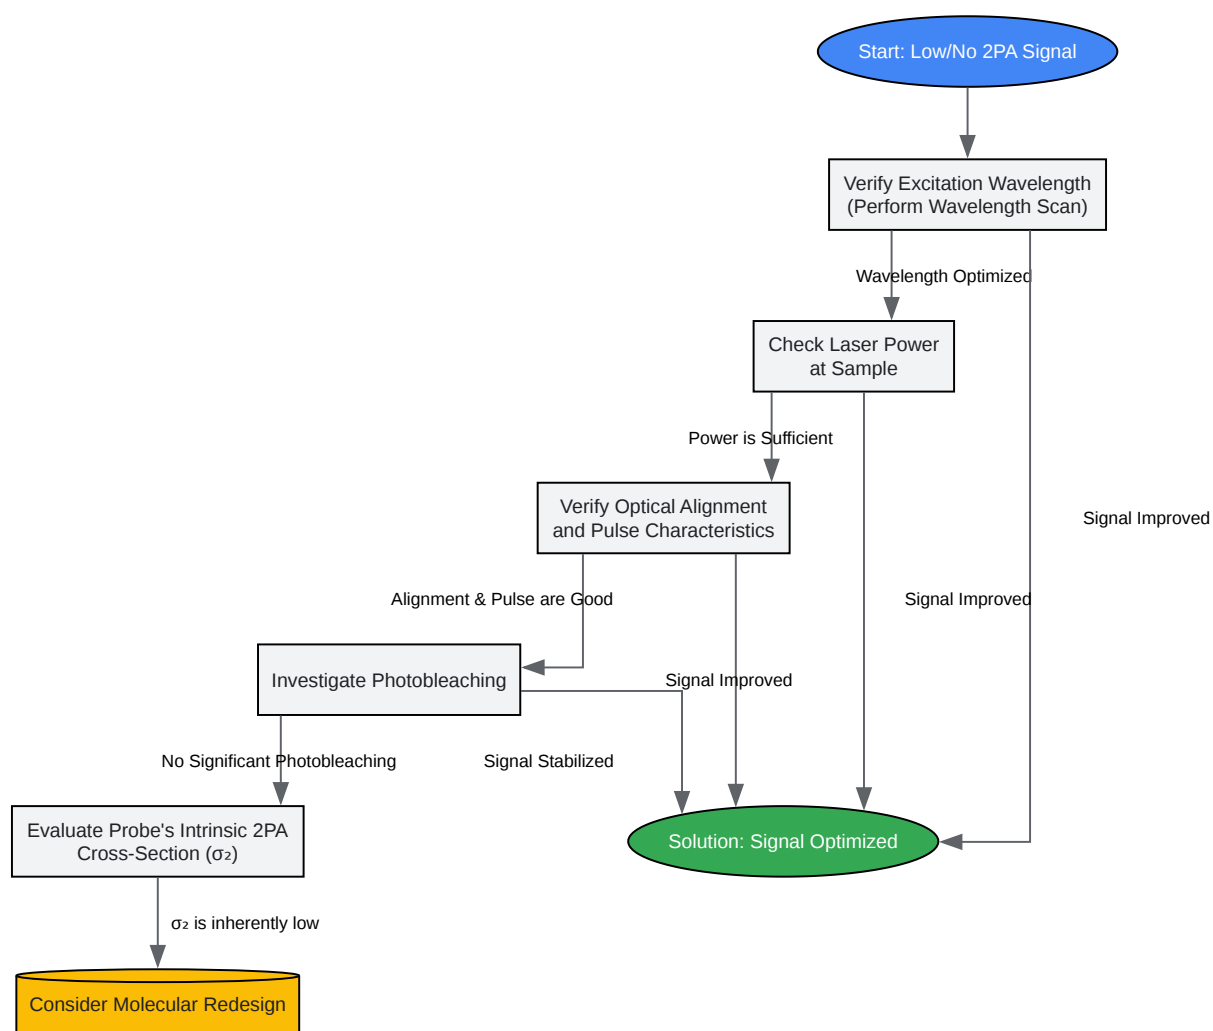 Start: Low/No 2PA Signal
Verify Excitation Wavelength
(Perform Wavelength Scan)
Wavelength Optimized
Check Laser Power
at Sample
Power is Sufficient
Verify Optical Alignment
and Pulse Characteristics
Signal Improved
Alignment & Pulse are Good
Signal Improved
Investigate Photobleaching
Signal Improved
No Significant Photobleaching
Signal Stabilized
Evaluate Probe's Intrinsic 2PA
Cross-Section (σ₂)
Solution: Signal Optimized
σ₂ is inherently low
Consider Molecular Redesign